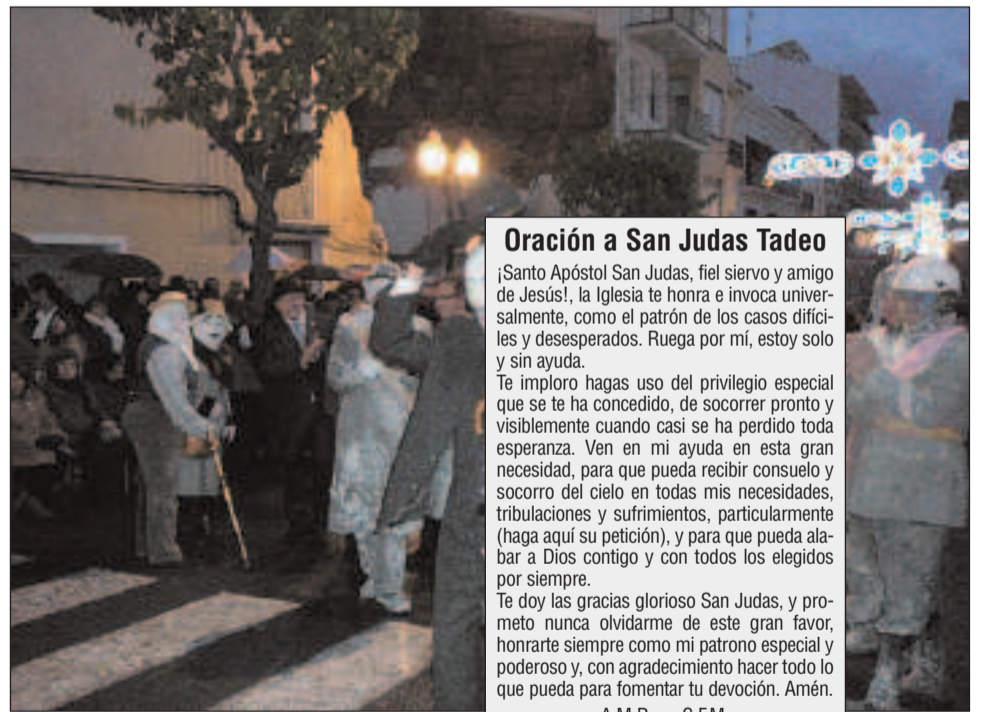 Oración a San Judas Tadeo
¡Santo Apóstol San Judas, fiel siervo y amigo
de Jesús!, la Iglesia te honra e invoca univer-
salmente, como el patrón de los casos difíci-
les y desesperados. Ruega por mí, estoy solo
y sin ayuda.
Te imploro hagas uso del privilegio especial
que se te ha concedido, de socorrer pronto y
visiblemente cuando casi se ha perdido toda
esperanza. Ven en mi ayuda en esta gran
necesidad, para que pueda recibir consuelo y
socorro del cielo en todas mis necesidades,
tribulaciones y sufrimientos, particularmente
(haga aquí su petición), y para que pueda ala-
bar a Dios contigo y con todos los elegidos
por siempre.
Te doy las gracias glorioso San Judas, y pro-
meto nunca olvidarme de este gran favor,
honrarte siempre como mi patrono especial y
poderoso y, con agradecimiento hacer todo lo
que pueda para fomentar tu devoción. Amén.